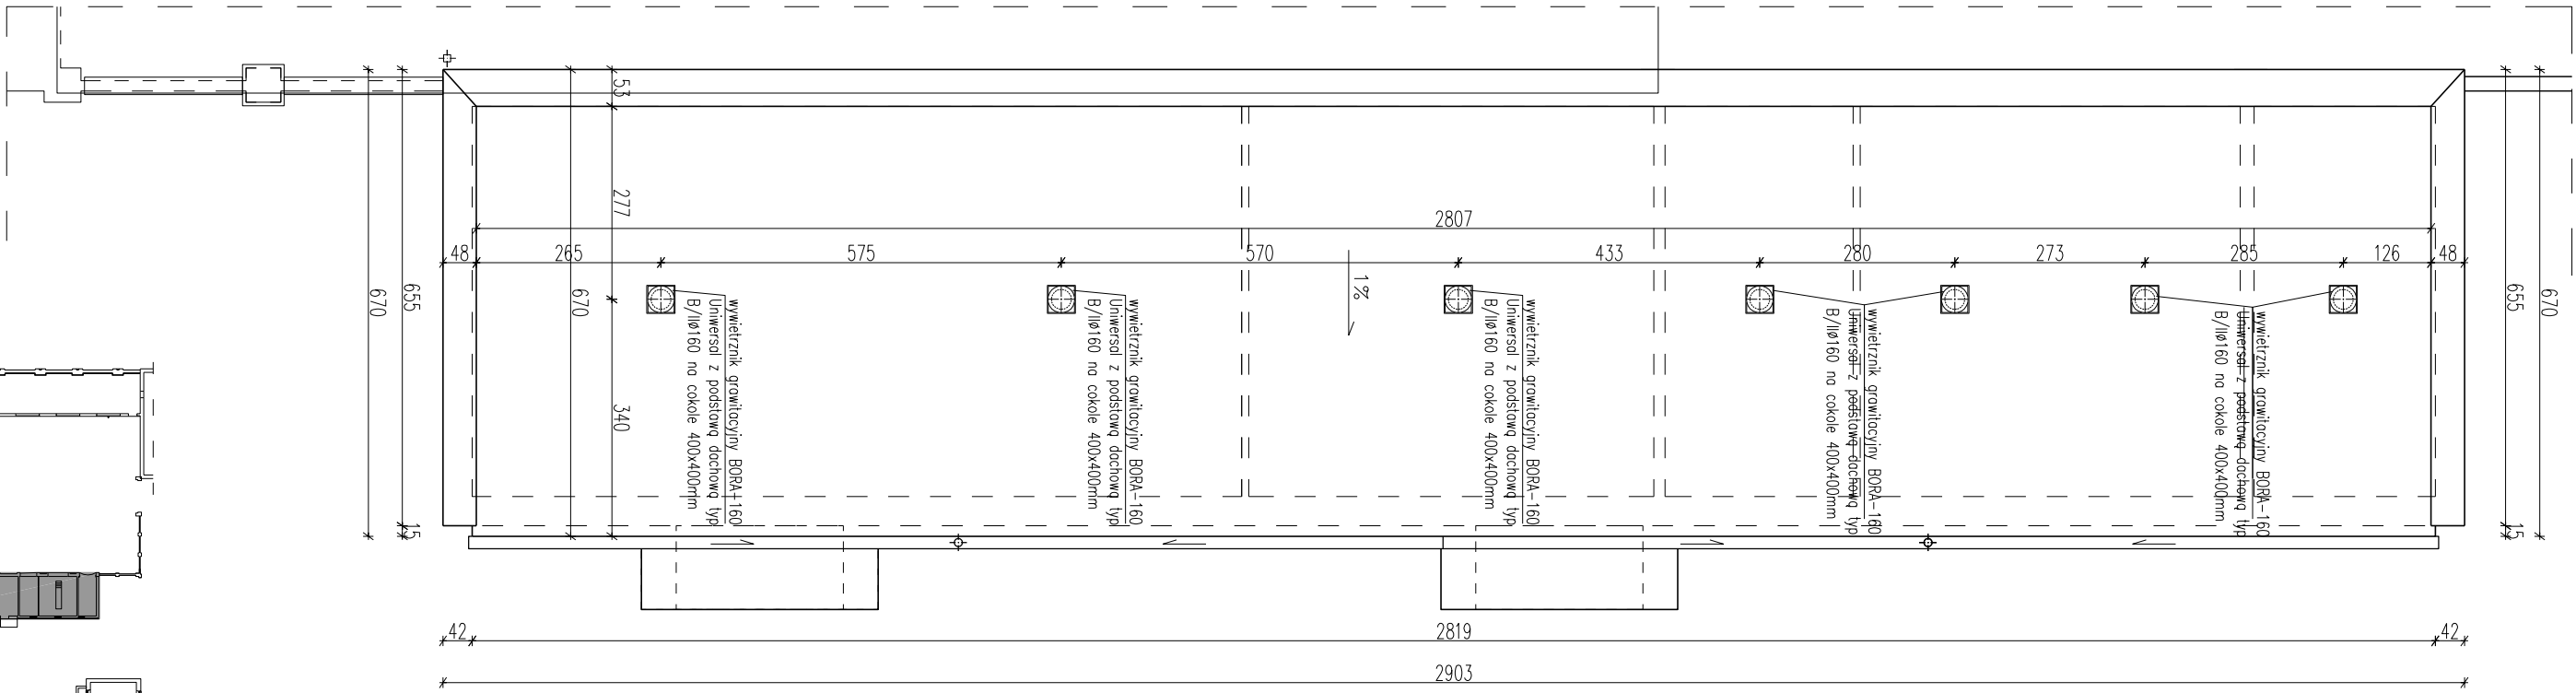 53
277
2807
48
265
575
570
433
280
273
285
126
48
1%
655
670
670
655
670
340
15
15
wywietrznik grawitacyjny BORA-160
Uniwersal z podstawą dachową typ
B/IIø160 na cokole 400x400mm
wywietrznik grawitacyjny BORA-160
Uniwersal z podstawą dachową typ
B/IIø160 na cokole 400x400mm
wywietrznik grawitacyjny BORA-160
Uniwersal z podstawą dachową typ
B/IIø160 na cokole 400x400mm
wywietrznik grawitacyjny BORA-160
Uniwersal z podstawą dachową typ
B/IIø160 na cokole 400x400mm
wywietrznik grawitacyjny BORA-160
Uniwersal z podstawą dachową typ
B/IIø160 na cokole 400x400mm
42
2819
42
2903